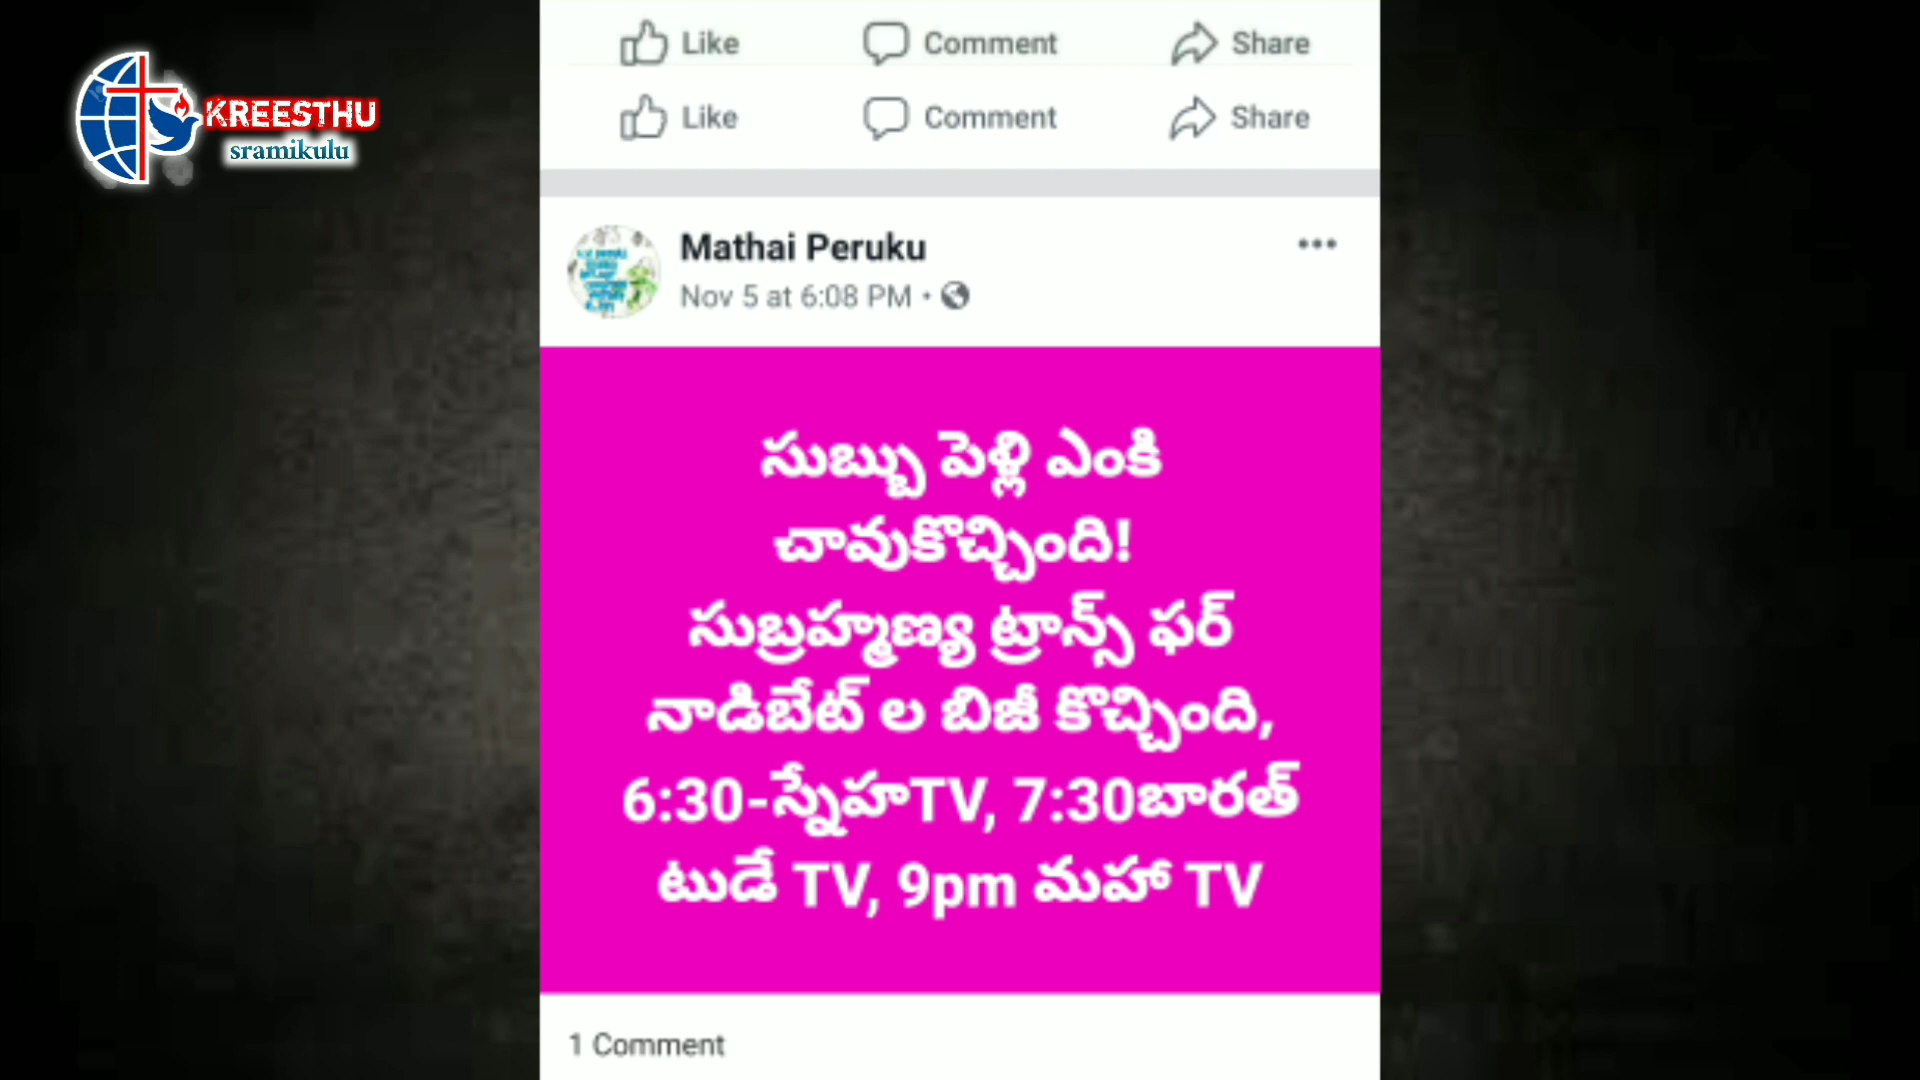 Like Comment Share
Like Comment Share
KREESTHU
sramikulu
Mathai Peruku
Nov 5 at 6:08 PM
సుబ్బు పెళ్లి ఎంకి
చావుకొచ్చింది!
సుబ్రహ్మణ్య ట్రాన్స్ ఫర్
నాడిబేట్ ల బిజీ కొచ్చింది,
6:30-స్నేహTV, 7:30బారత్
టుడే TV, 9pm మహా TV
1 Comment